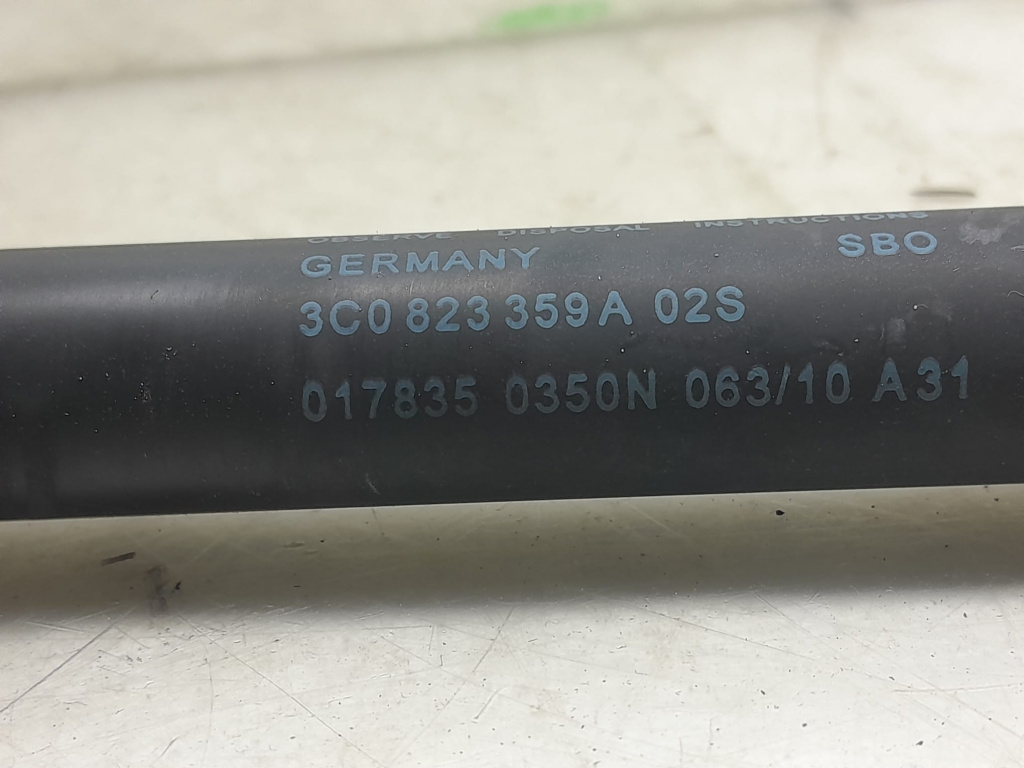 OBSERVE DISPOSAL INSTRUCTIONS
GERMANY SBO
3C0 823 359A 02S
017835 0350N 063/10 A31